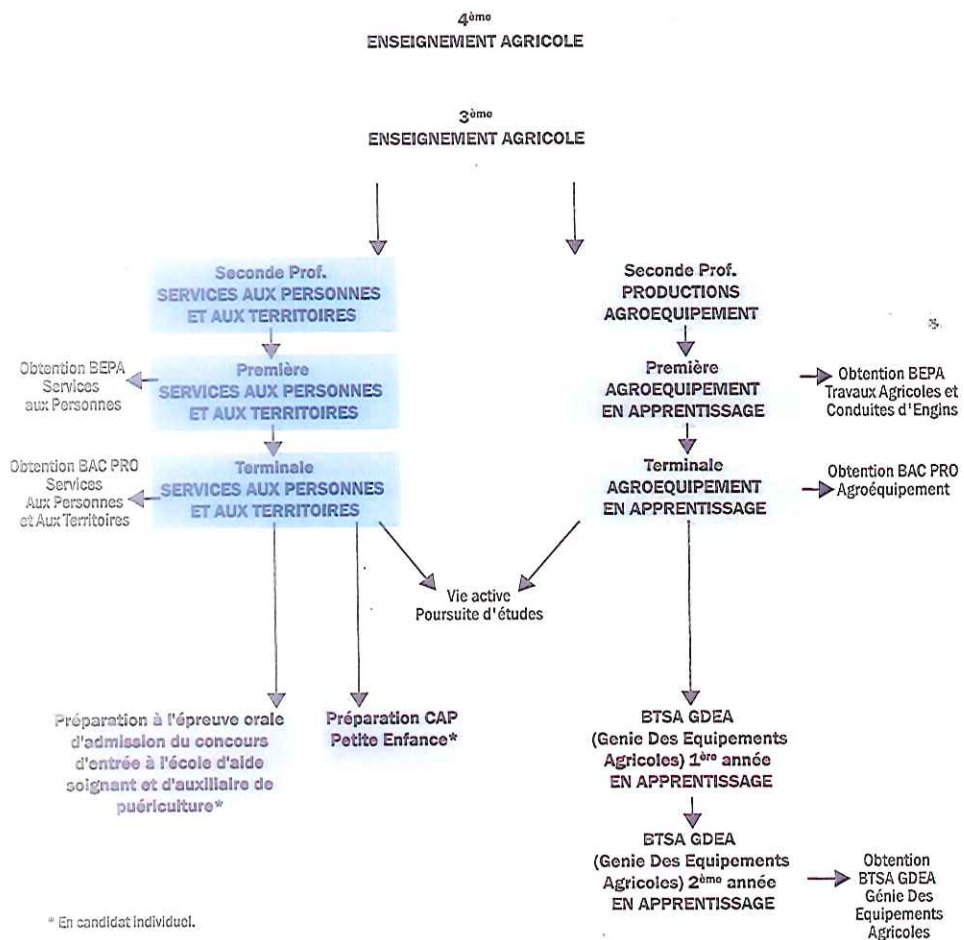 4ème
ENSEIGNEMENT AGRICOLE
3ème
ENSEIGNEMENT AGRICOLE
Seconde Prof.
SERVICES AUX PERSONNES
ET AUX TERRITOIRES
Seconde Prof.
PRODUCTIONS
AGROEQUIPEMENT
Obtention BEPA
Services
aux Personnes
Première
SERVICES AUX PERSONNES
ET AUX TERRITOIRES
Première
AGROEQUIPEMENT
EN APPRENTISSAGE
Obtention BEPA
Travaux Agricoles et
Conduites d'Engins
Obtention BAC PRO
Services
Aux Personnes
et Aux Territoires
Terminale
SERVICES AUX PERSONNES
ET AUX TERRITOIRES
Terminale
AGROEQUIPEMENT
EN APPRENTISSAGE
Obtention BAC PRO
Agroéquipement
Vie active
Poursuite d'études
Préparation à l'épreuve orale
d'admission du concours
d'entrée à l'école d'aide
soignant et d'auxiliaire de
puériculture*
Préparation CAP
Petite Enfance*
BTSA GDEA
(Genie Des Equipements
Agricoles) 1ère année
EN APPRENTISSAGE
BTSA GDEA
(Genie Des Equipements
Agricoles) 2ème année
EN APPRENTISSAGE
Obtention
BTSA GDEA
Génie Des
Equipements
Agricoles
* En candidat individuel.